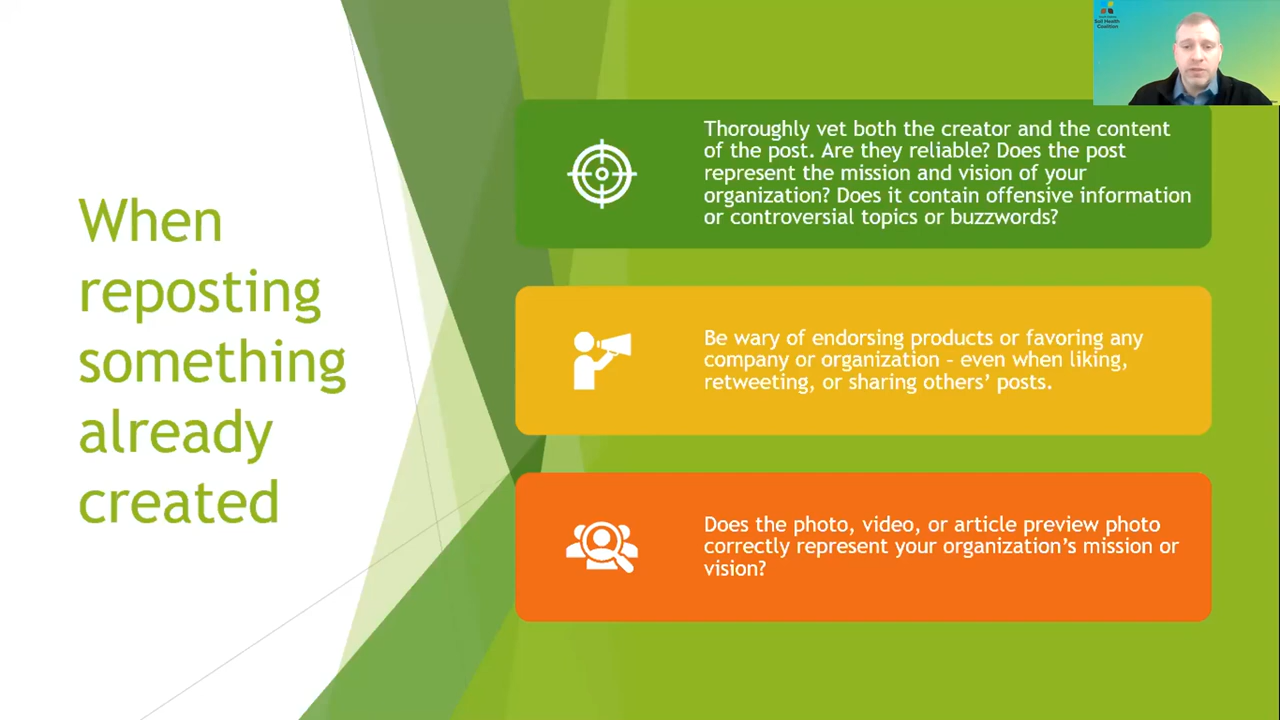 When
reposting
something
already
created
Thoroughly vet both the creator and the content
of the post. Are they reliable? Does the post
represent the mission and vision of your
organization? Does it contain offensive information
or controversial topics or buzzwords?
Be wary of endorsing products or favoring any
company or organization – even when liking,
retweeting, or sharing others’ posts.
Does the photo, video, or article preview photo
correctly represent your organization’s mission or
vision?
Soil Health
Coalition